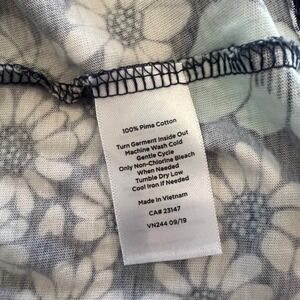 100% Pima Cotton
Turn Garment Inside Out
Machine Wash Cold
Gentle Cycle
Only Non-Chlorine Bleach
When Needed
Tumble Dry Low
Cool Iron if Needed
Made in Vietnam
CA# 23147
VN244 09/19